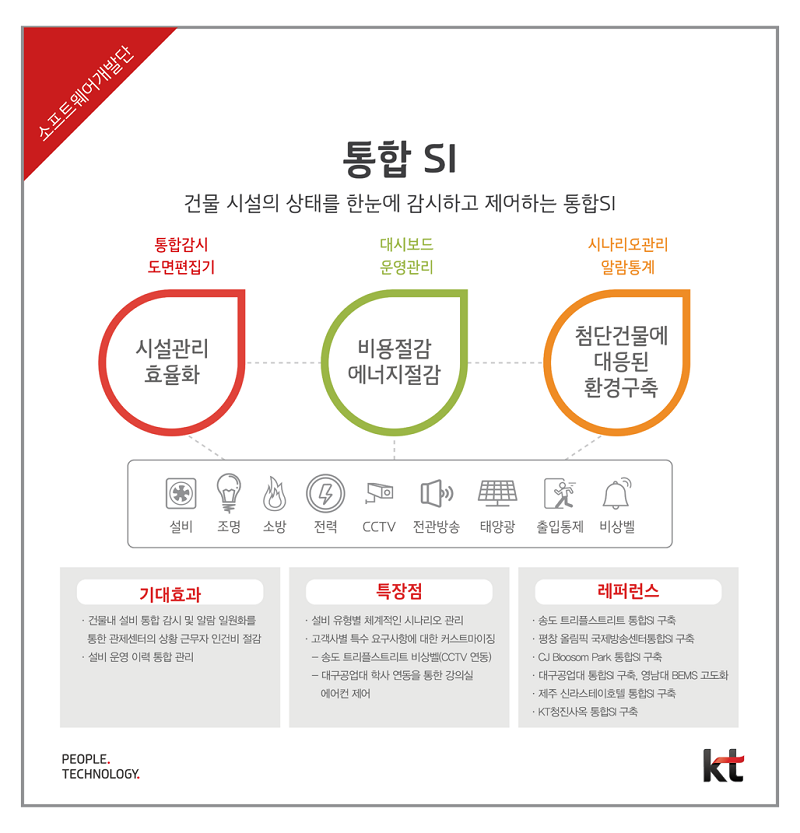 소프트웨어개발단
통합 SI
건물 시설의 상태를 한눈에 감시하고 제어하는 통합SI
통합감시
도면편집기
대시보드
운영관리
시나리오관리
알람통계
시설관리
효율화
비용절감
에너지절감
첨단건물에
대응된
환경구축
설비
조명
소방
전력
CCTV
전관방송
태양광
출입통제
비상벨
기대효과
· 건물내 설비 통합 감시 및 알람 일원화를
통한 관제센터의 상황 근무자 인건비 절감
· 설비 운영 이력 통합 관리
특장점
· 설비 유형별 체계적인 시나리오 관리
· 고객사별 특수 요구사항에 대한 커스트마이징
– 송도 트리플스트리트 비상벨(CCTV 연동)
– 대구공업대 학사 연동을 통한 강의실
에어컨 제어
레퍼런스
· 송도 트리플스트리트 통합SI 구축
· 평창 올림픽 국제방송센터통합SI 구축
· CJ Bloosom Park 통합SI 구축
· 대구공업대 통합SI 구축, 영남대 BEMS 고도화
· 제주 신라스테이호텔 통합SI 구축
· KT청진사옥 통합SI 구축
PEOPLE.
TECHNOLOGY.
kt